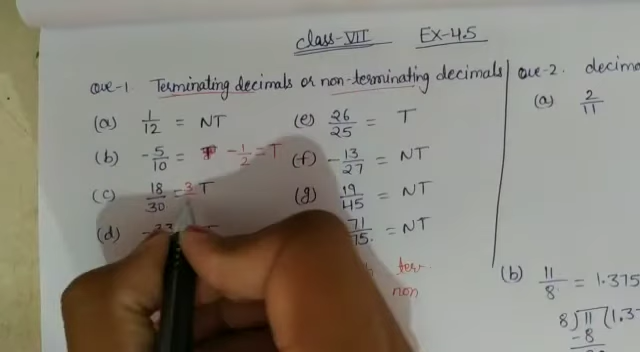 Class-VII Ex-4.5
Que-1. Terminating decimals or non-terminating decimals
(a) 1/12 = NT
(b) -5/10 = -1/2 = T
(c) 18/30 = 3 T
(d)
(e) 26/25 = T
(f) -13/27 = NT
(g) 19/45 = NT
71 = NT
ter..
non
Que-2. decima
(a) 2/11
(b) 11/8 = 1.375
8)11(1.3
-8